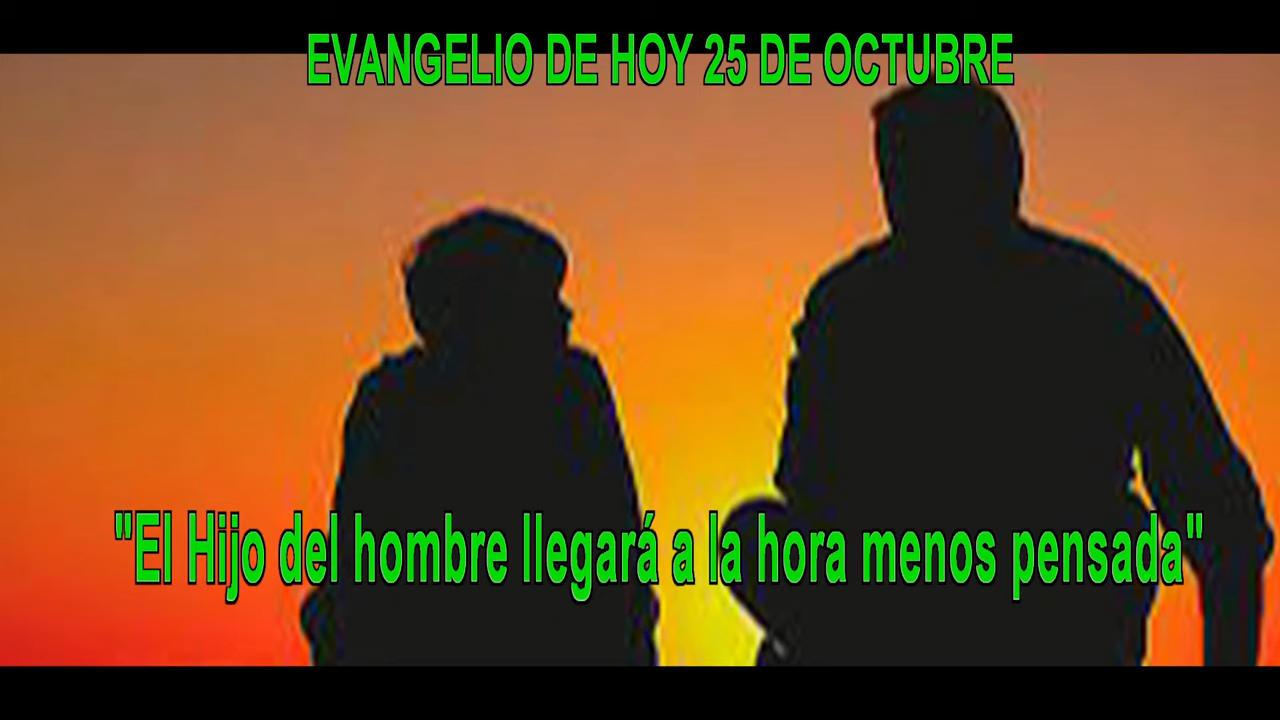 EVANGELIO DE HOY 25 DE OCTUBRE
"El Hijo del hombre llegará a la hora menos pensada"